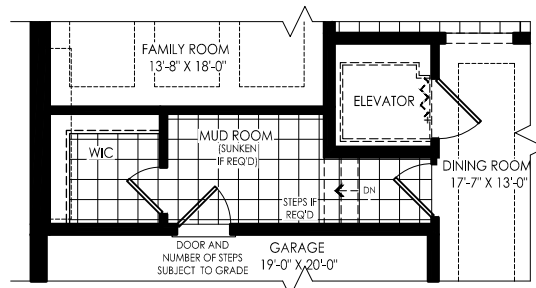 FAMILY ROOM
13'-8" X 18'-0"
ELEVATOR
MUD ROOM
(SUNKEN
IF REQ'D)
WIC
DINING ROOM
17'-7" X 13'-0"
DN
STEPS IF
REQ'D
DOOR AND
NUMBER OF STEPS
SUBJECT TO GRADE
GARAGE
19'-0" X 20'-0"